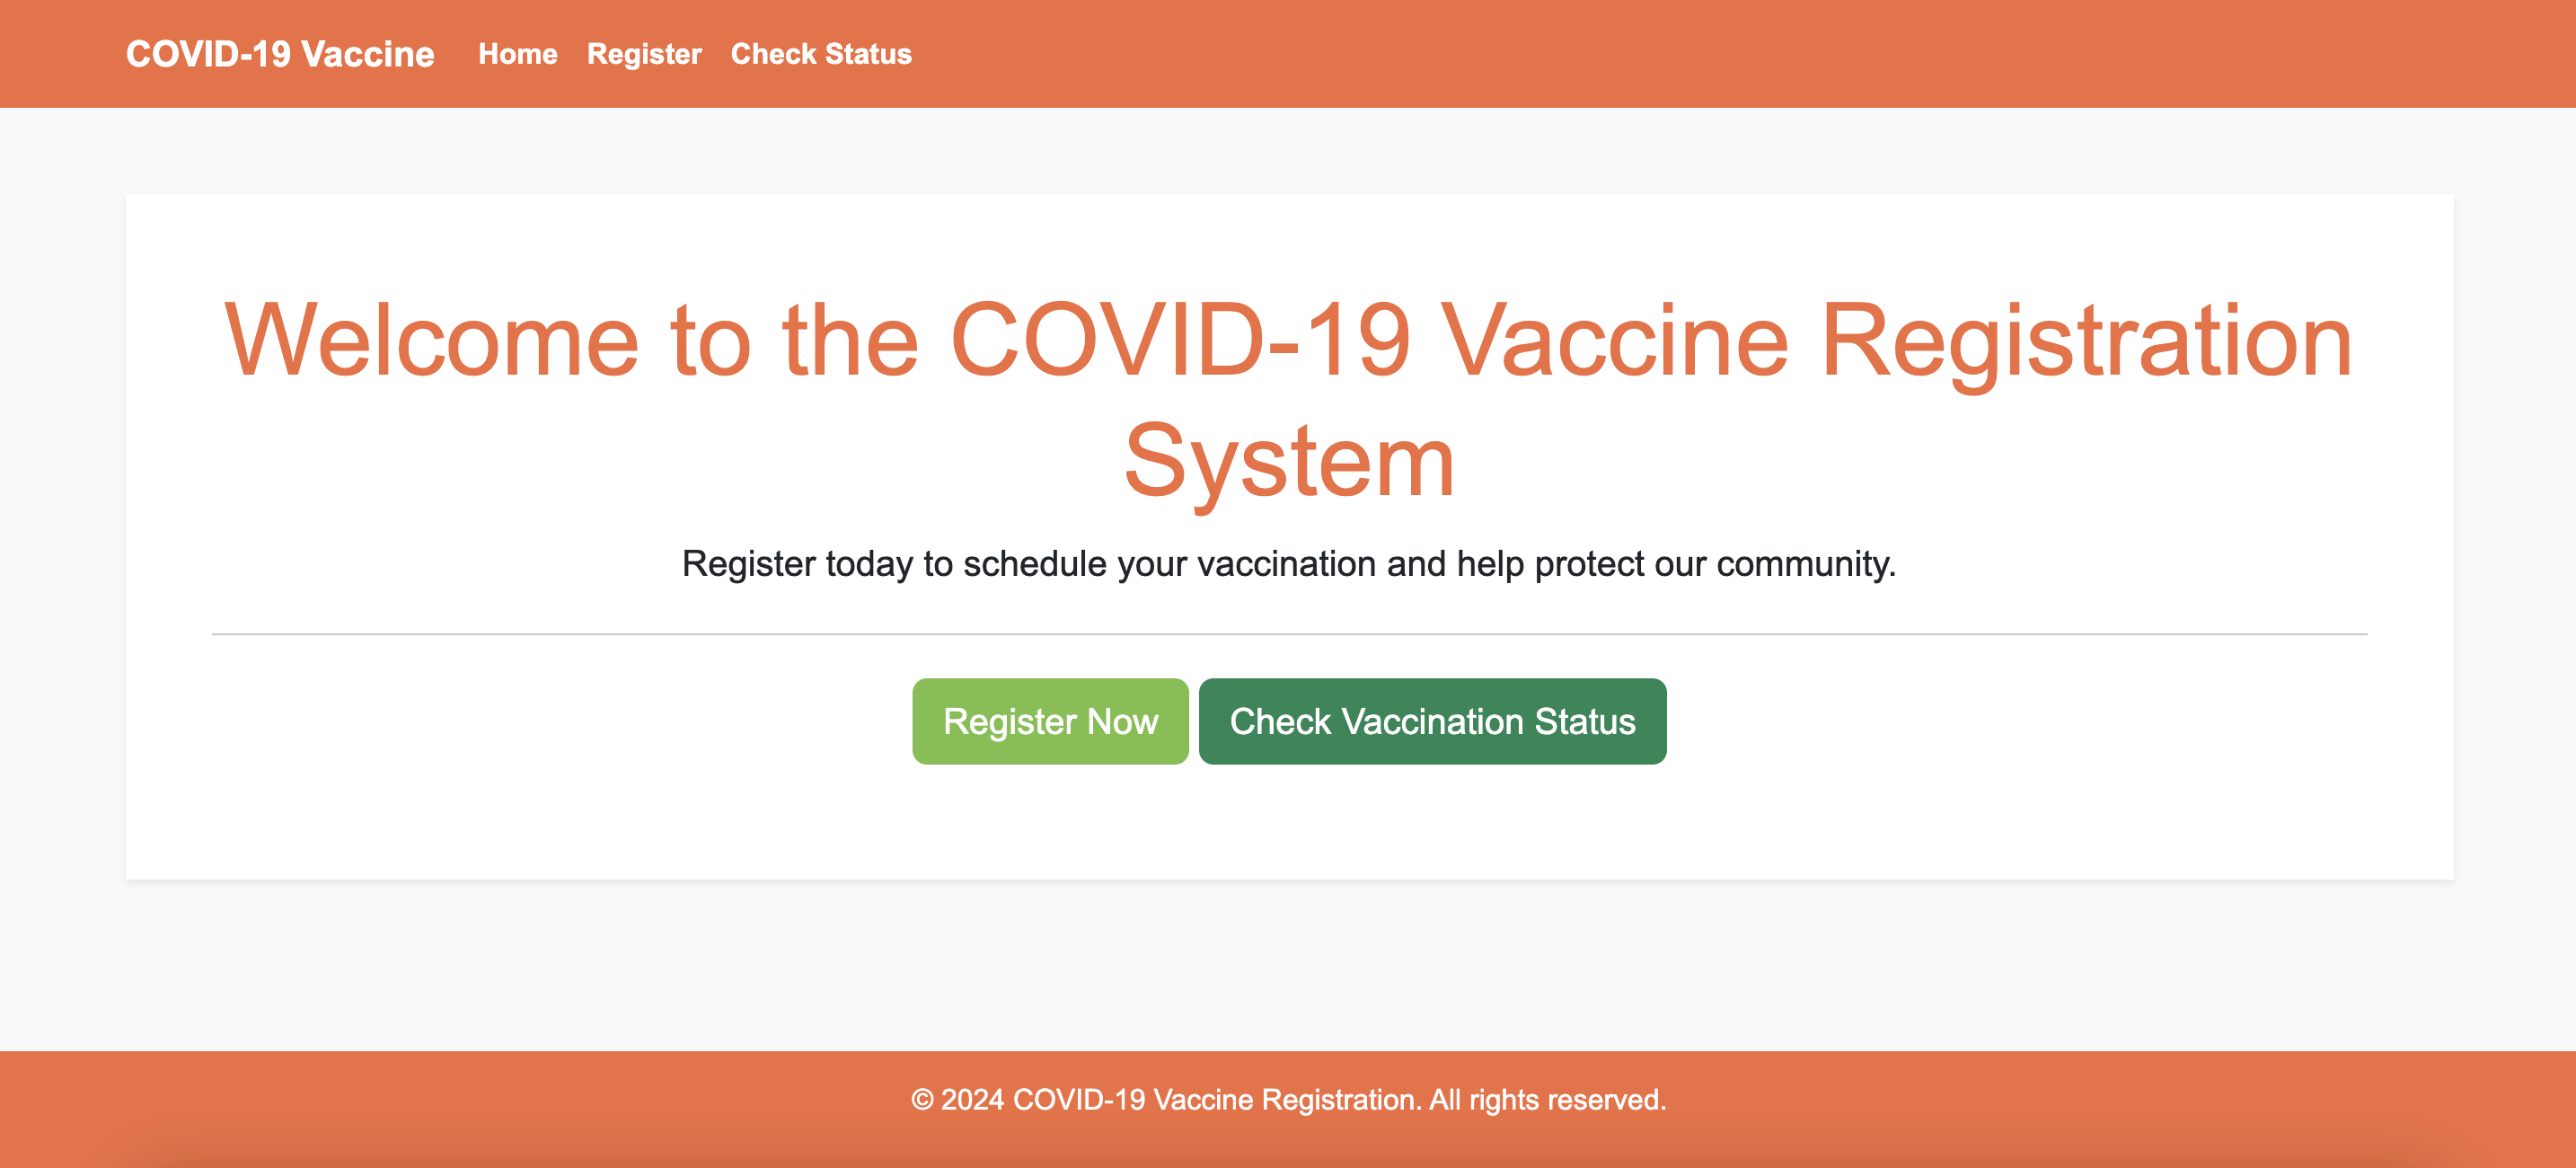 COVID-19 Vaccine Home Register Check Status
Welcome to the COVID-19 Vaccine Registration
System
Register today to schedule your vaccination and help protect our community.
Register Now Check Vaccination Status
© 2024 COVID-19 Vaccine Registration. All rights reserved.